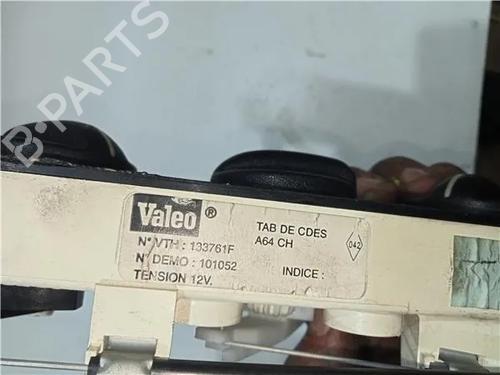 B-PARTS
Valeo ®
TAB DE CDES
A64 CH
042
N° VTH : 133761F
N° DEMO : 101052
INDICE :
TENSION 12V.